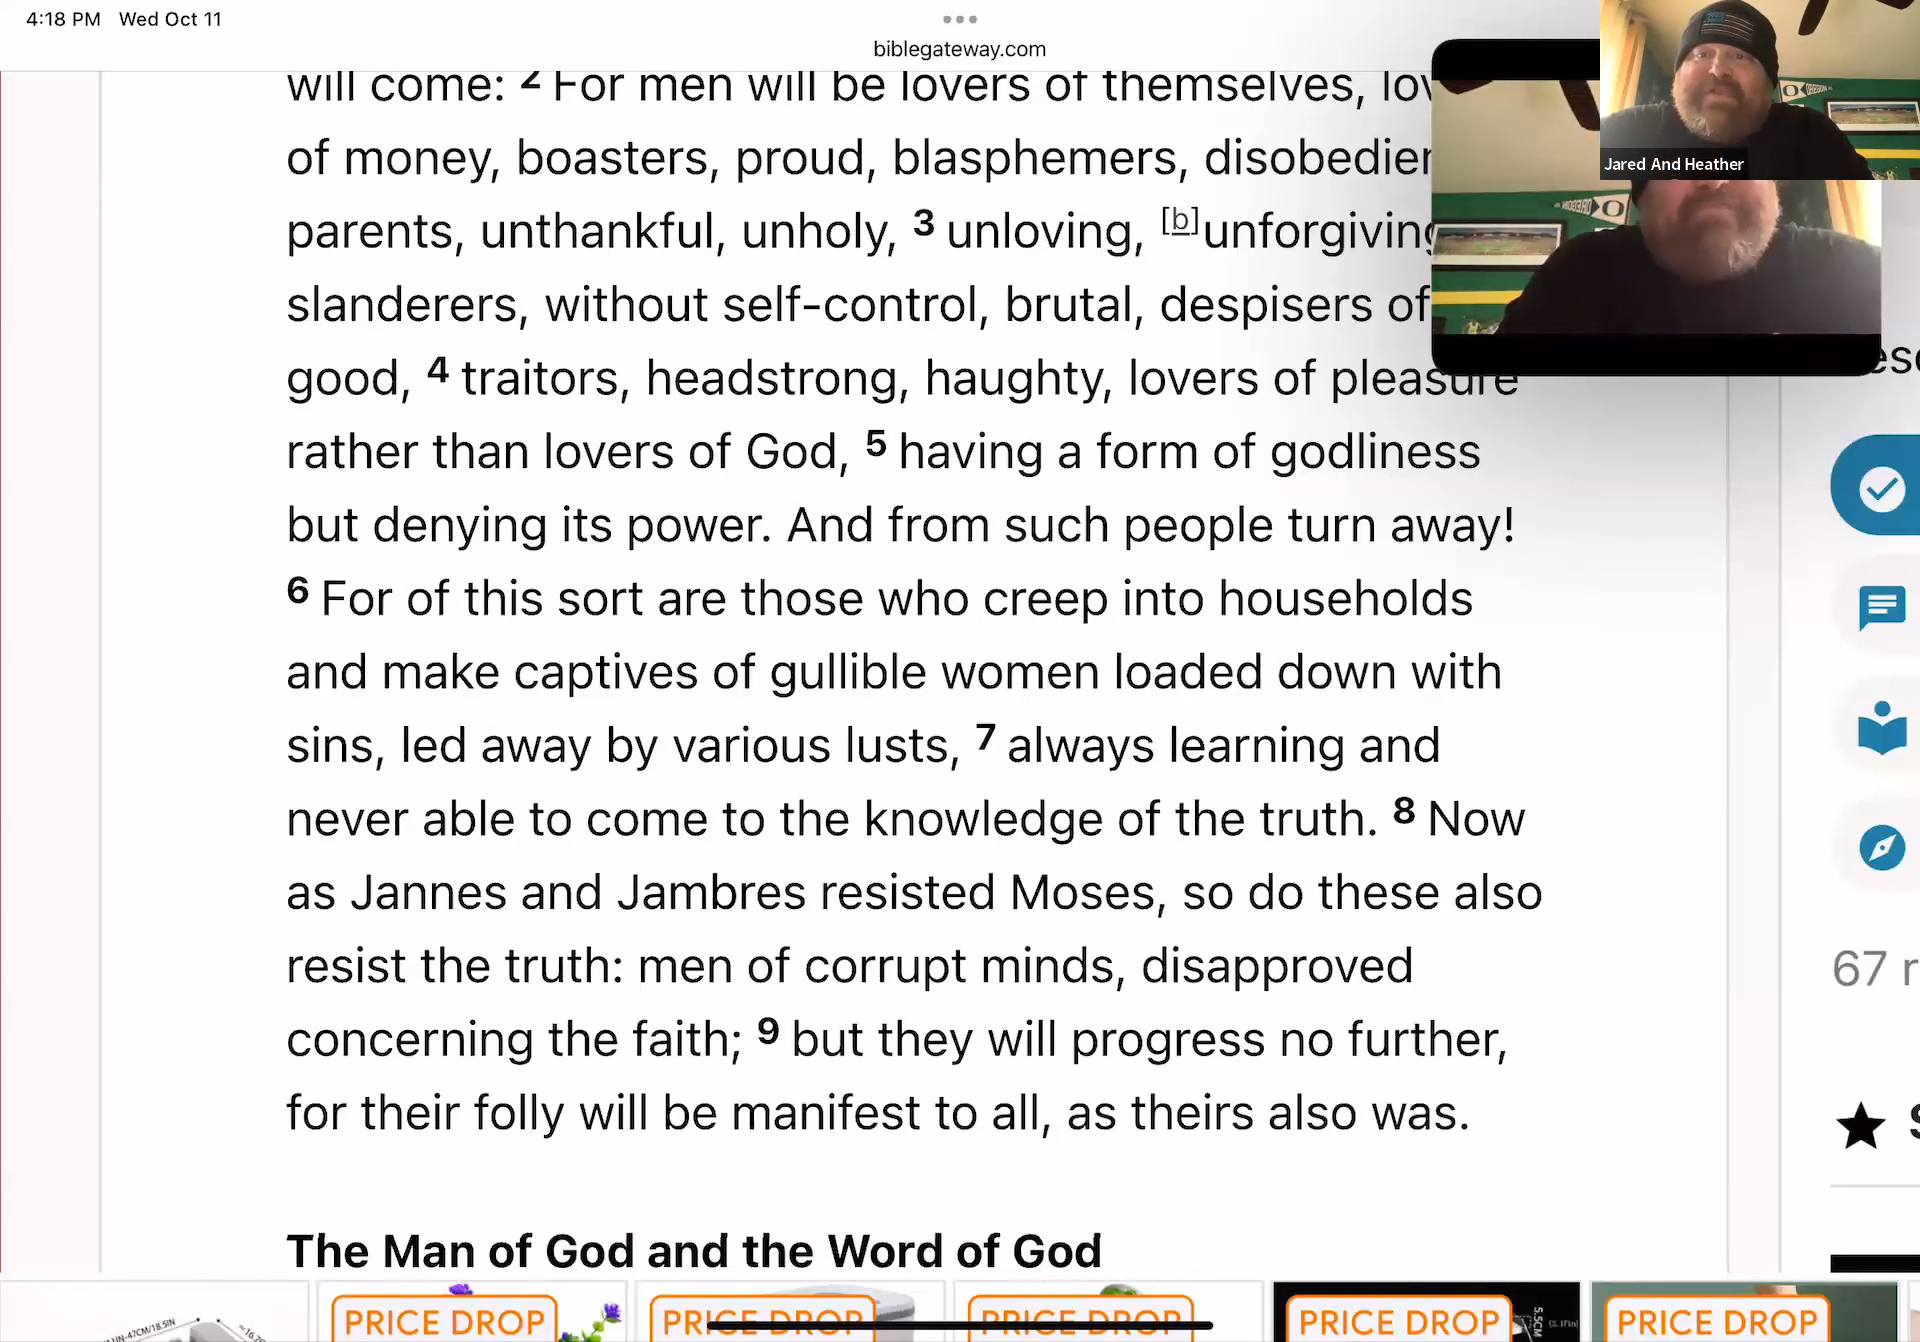 4:18 PM Wed Oct 11
biblegateway.com
will come: 2 For men will be lovers of themselves,
of money, boasters, proud, blasphemers,
parents, unthankful, unholy, 3 unloving, [b]unforgiving
slanderers, without self-control, brutal, despisers of
good, 4 traitors, headstrong, haughty, lovers of pleasure
rather than lovers of God, 5 having a form of godliness
but denying its power. And from such people turn away!
6 For of this sort are those who creep into households
and make captives of gullible women loaded down with
sins, led away by various lusts, 7 always learning and
never able to come to the knowledge of the truth. 8 Now
as Jannes and Jambres resisted Moses, so do these also
resist the truth: men of corrupt minds, disapproved
concerning the faith; 9 but they will progress no further,
for their folly will be manifest to all, as theirs also was.
The Man of God and the Word of God
Jared And Heather
67
PRICE DROP
PRICE DROP
PRICE DROP
PRICE DROP
PRICE DROP